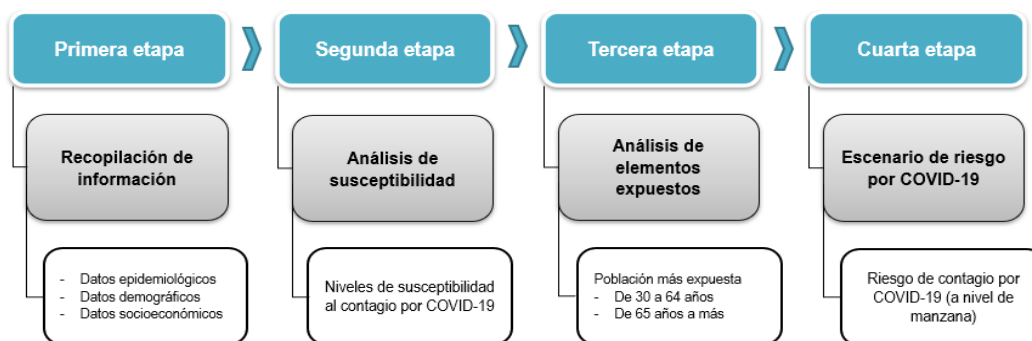 Primera etapa
Segunda etapa
Tercera etapa
Cuarta etapa
Recopilación de
información
Análisis de
susceptibilidad
Análisis de
elementos
expuestos
Escenario de riesgo
por COVID-19
- Datos epidemiológicos
- Datos demográficos
- Datos socioeconómicos
Niveles de susceptibilidad
al contagio por COVID-19
Población más expuesta
- De 30 a 64 años
- De 65 años a más
Riesgo de contagio por
COVID-19 (a nivel de
manzana)